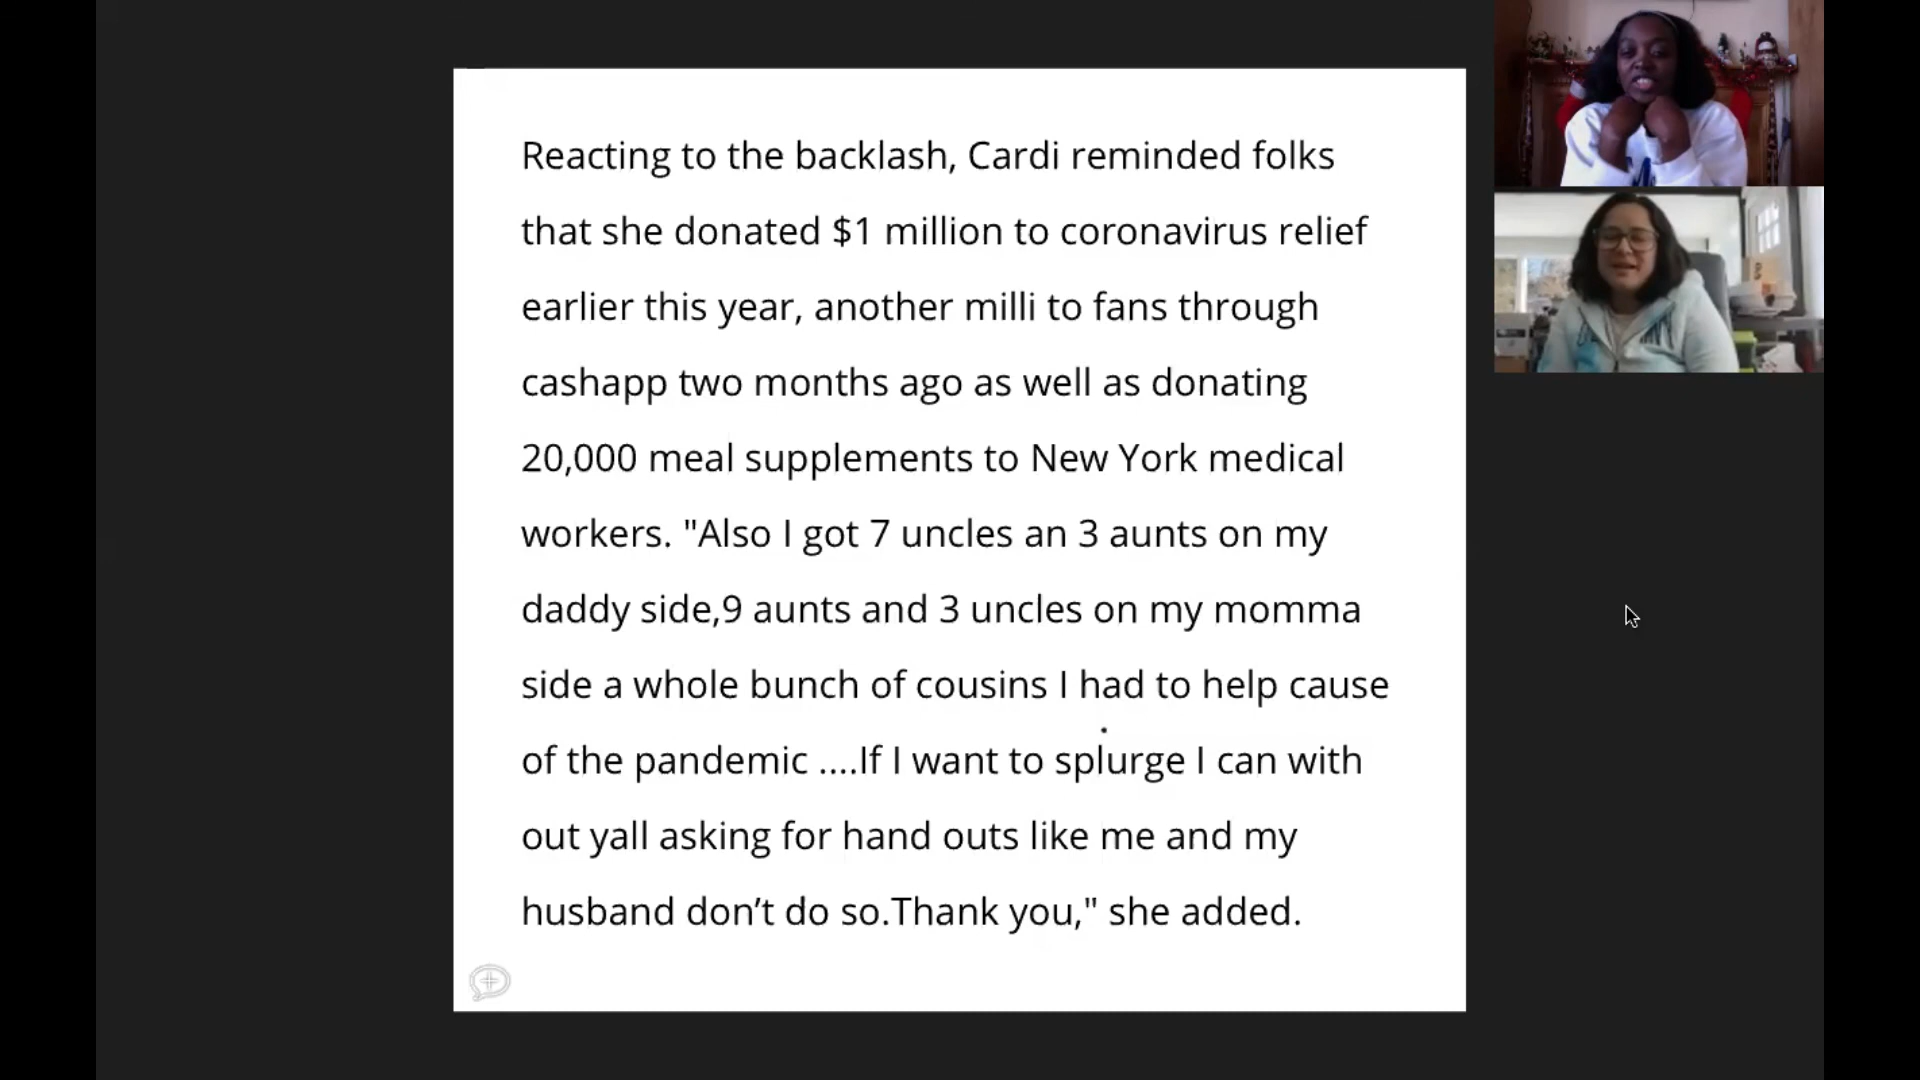 Reacting to the backlash, Cardi reminded folks
that she donated $1 million to coronavirus relief
earlier this year, another milli to fans through
cashapp two months ago as well as donating
20,000 meal supplements to New York medical
workers. "Also I got 7 uncles an 3 aunts on my
daddy side,9 aunts and 3 uncles on my momma
side a whole bunch of cousins I had to help cause
of the pandemic ....If I want to splurge I can with
out yall asking for hand outs like me and my
husband don’t do so.Thank you," she added.